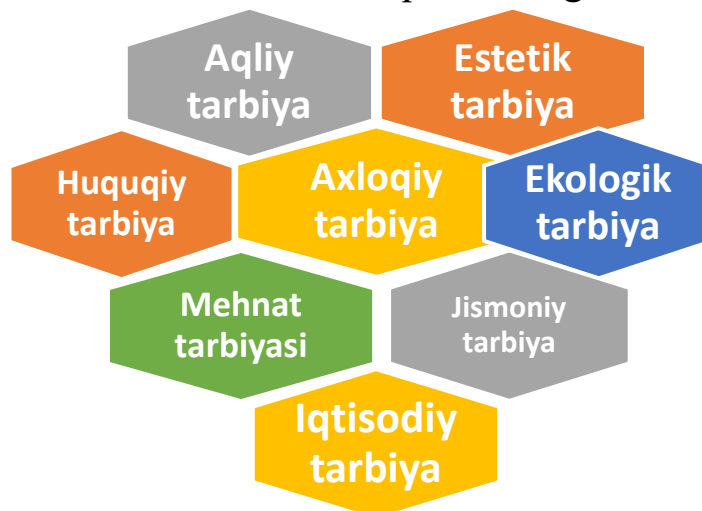 Aqliy
tarbiya
Estetik
tarbiya
Huquqiy
tarbiya
Axloqiy
tarbiya
Ekologik
tarbiya
Mehnat
tarbiyasi
Jismoniy
tarbiya
Iqtisodiy
tarbiya